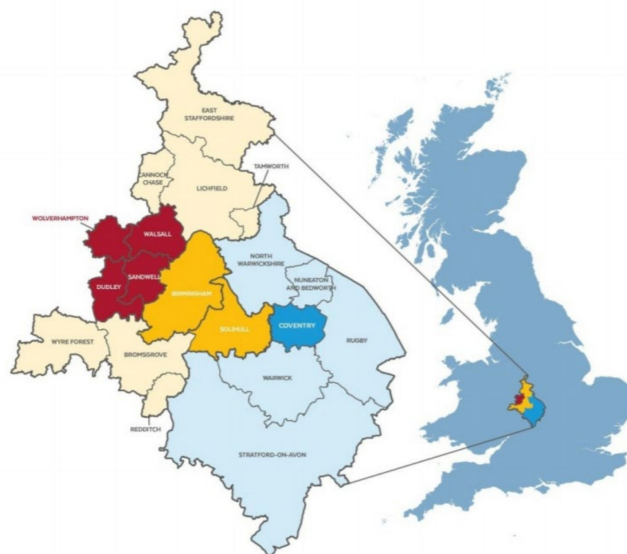 EAST
STAFFORDSHIRE
TAMWORTH
CANNOCK
CHASE
LICHFIELD
WOLVERHAMPTON
WALSALL
NORTH
WARWICKSHIRE
SANDWELL
DUDLEY
NUNEATON
AND BEDWORTH
BIRMINGHAM
SOLIHULL
COVENTRY
RUGBY
WYRE FOREST
BROMSGROVE
WARWICK
REDDITCH
STRATFORD-ON-AVON